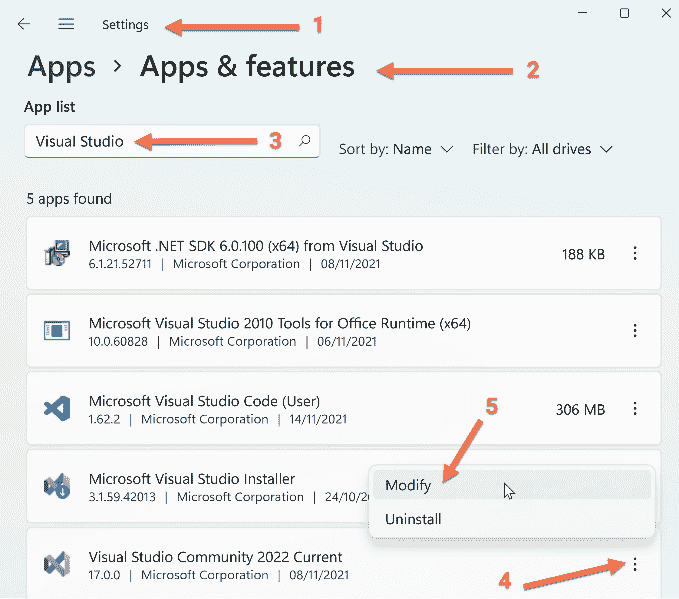 Settings 1
Apps > Apps & features 2
App list
Visual Studio 3
Sort by: Name Filter by: All drives
5 apps found
Microsoft .NET SDK 6.0.100 (x64) from Visual Studio
6.1.21.52711 | Microsoft Corporation | 08/11/2021
188 KB
Microsoft Visual Studio 2010 Tools for Office Runtime (x64)
10.0.60828 | Microsoft Corporation | 06/11/2021
Microsoft Visual Studio Code (User)
1.62.2 | Microsoft Corporation | 14/11/2021
306 MB
5
Microsoft Visual Studio Installer
3.1.59.42013 | Microsoft Corporation | 24/10/20
Modify
Uninstall
Visual Studio Community 2022 Current
17.0.0 | Microsoft Corporation | 08/11/2021
4